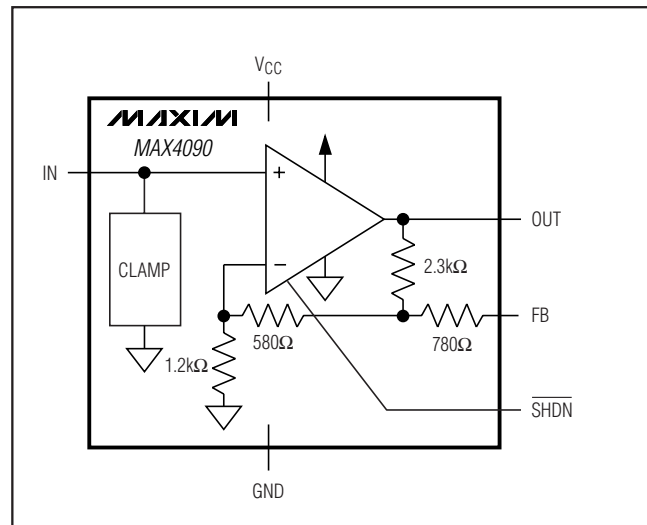 VCC
MAXIM
MAX4090
IN
+
−
OUT
CLAMP
2.3kΩ
580Ω
780Ω
FB
1.2kΩ
SHDN
GND